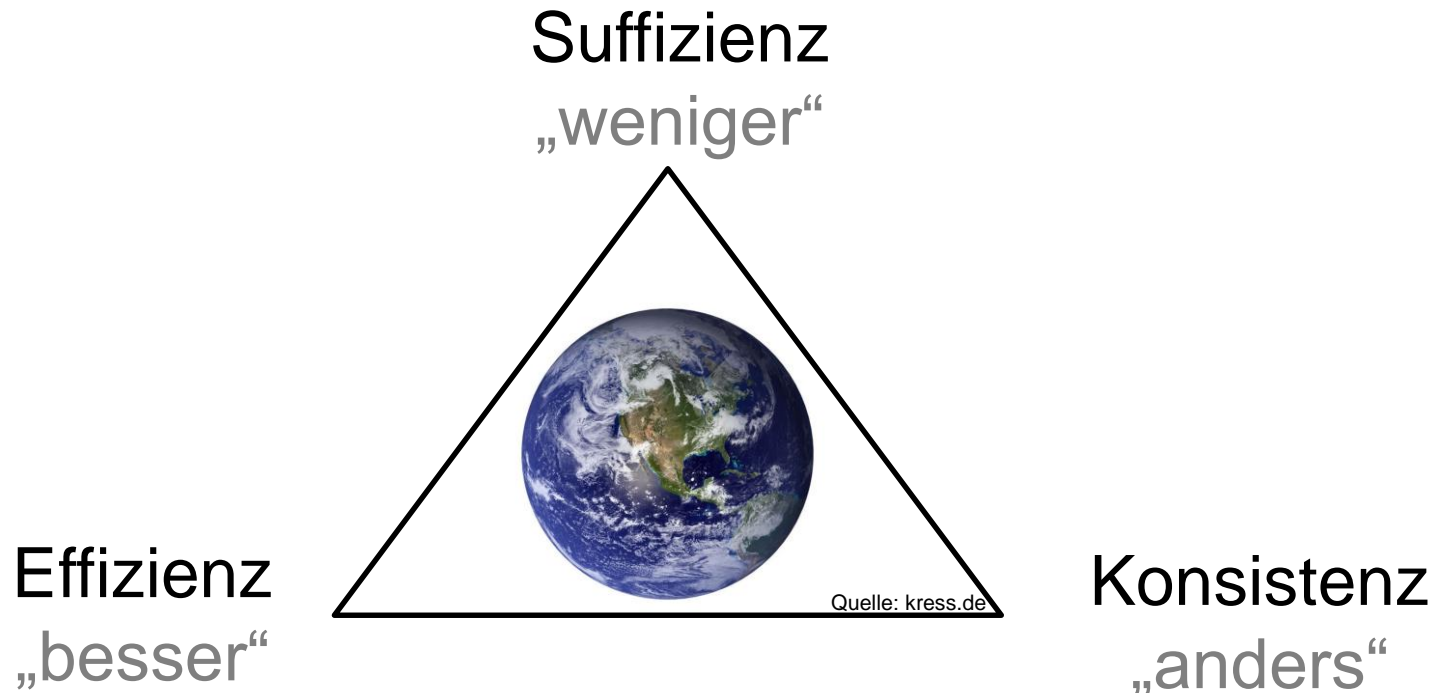 Suffizienz
„weniger“
Effizienz
„besser“
Quelle: kress.de
Konsistenz
„anders“